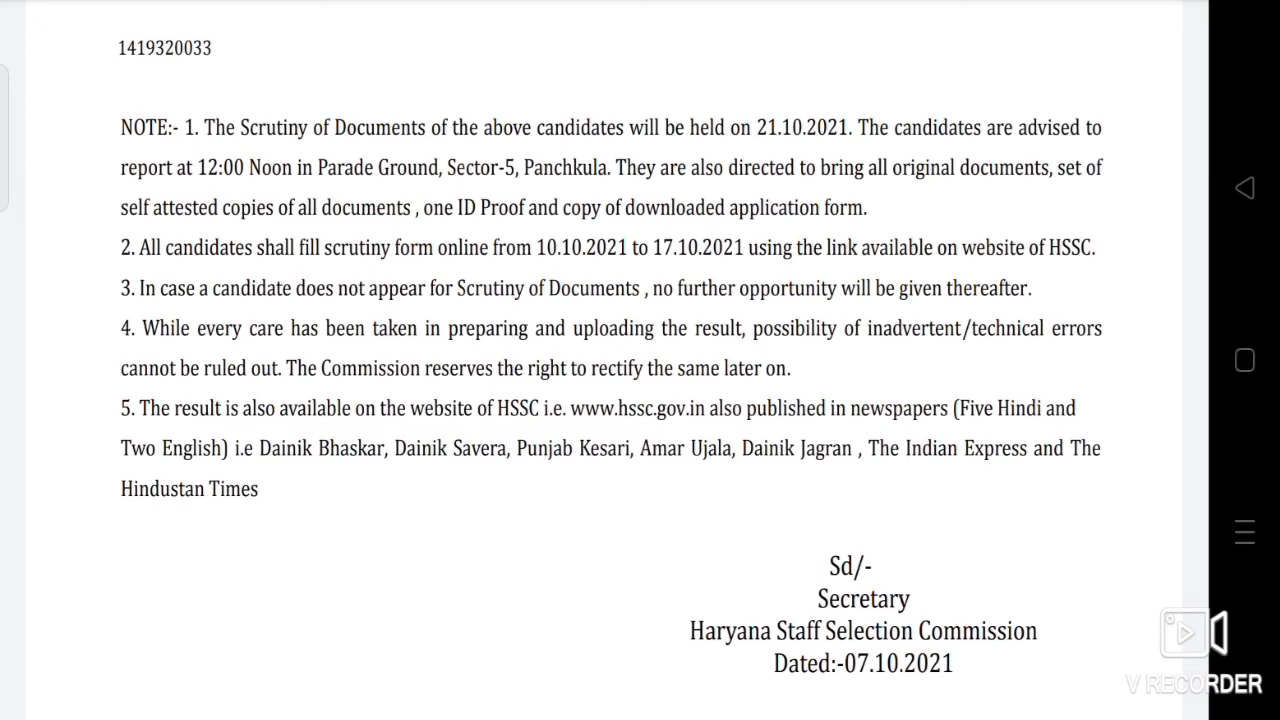 1419320033
NOTE:- 1. The Scrutiny of Documents of the above candidates will be held on 21.10.2021. The candidates are advised to
report at 12:00 Noon in Parade Ground, Sector-5, Panchkula. They are also directed to bring all original documents, set of
self attested copies of all documents , one ID Proof and copy of downloaded application form.
2. All candidates shall fill scrutiny form online from 10.10.2021 to 17.10.2021 using the link available on website of HSSC.
3. In case a candidate does not appear for Scrutiny of Documents , no further opportunity will be given thereafter.
4. While every care has been taken in preparing and uploading the result, possibility of inadvertent/technical errors
cannot be ruled out. The Commission reserves the right to rectify the same later on.
5. The result is also available on the website of HSSC i.e. www.hssc.gov.in also published in newspapers (Five Hindi and
Two English) i.e Dainik Bhaskar, Dainik Savera, Punjab Kesari, Amar Ujala, Dainik Jagran , The Indian Express and The
Hindustan Times
Sd/-
Secretary
Haryana Staff Selection Commission
Dated:-07.10.2021
V RECORDER